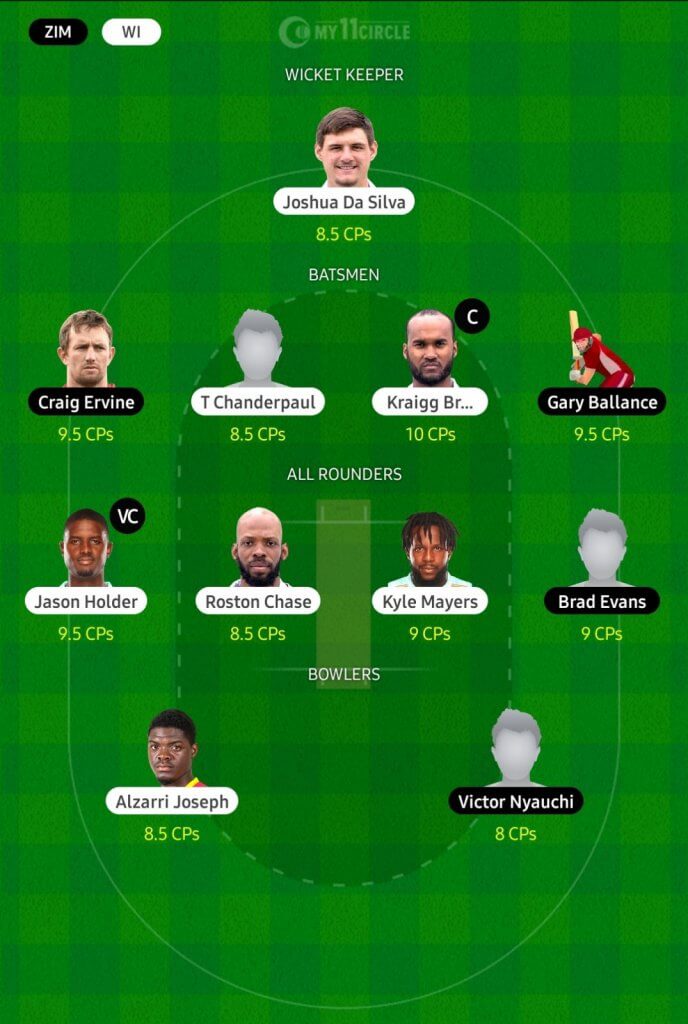 ZIM WI MY11CIRCLE
WICKET KEEPER
Joshua Da Silva
8.5 CPs
BATSMEN
C
Craig Ervine T Chanderpaul Kraigg Br... Gary Ballance
9.5 CPs 8.5 CPs 10 CPs 9.5 CPs
ALL ROUNDERS
VC
Jason Holder Roston Chase Kyle Mayers Brad Evans
9.5 CPs 8.5 CPs 9 CPs 9 CPs
BOWLERS
Alzarri Joseph Victor Nyauchi
8.5 CPs 8 CPs